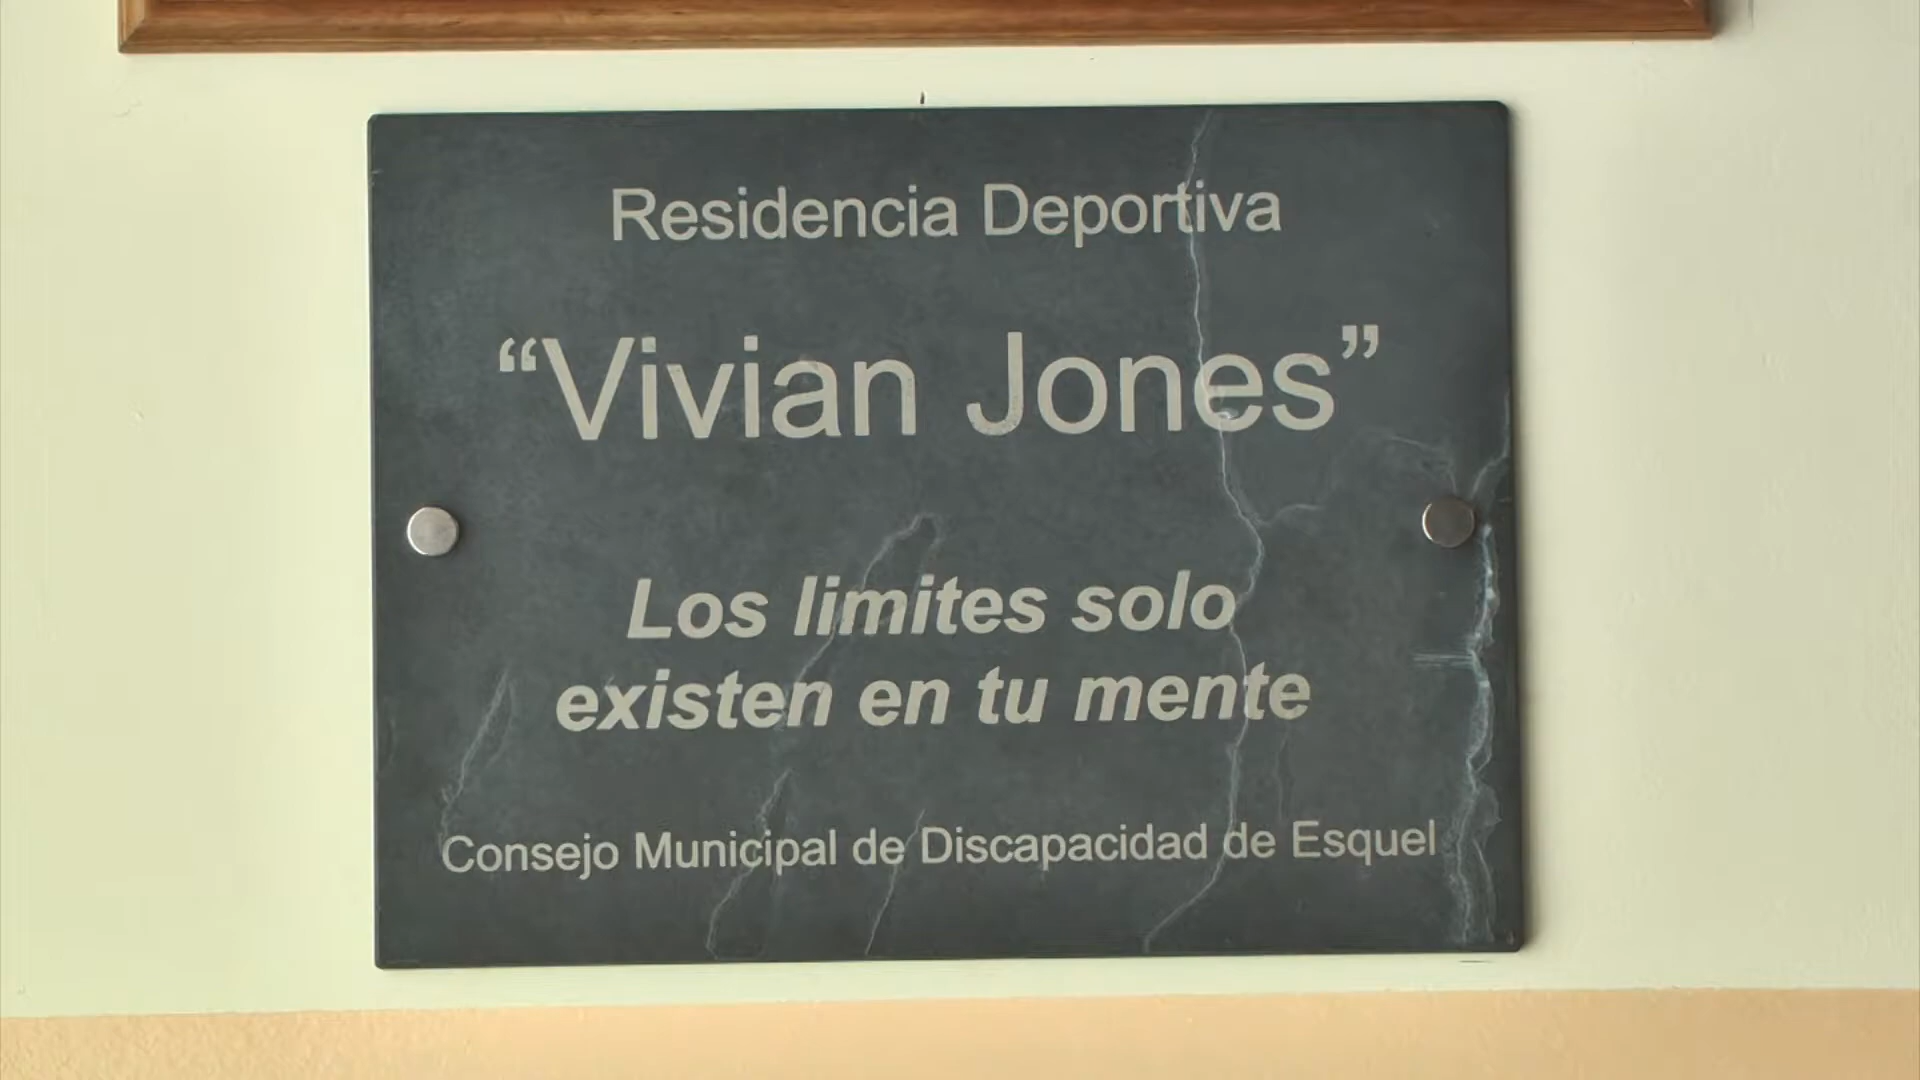 Residencia Deportiva
“Vivian Jones”
Los limites solo
existen en tu mente
Consejo Municipal de Discapacidad de Esquel